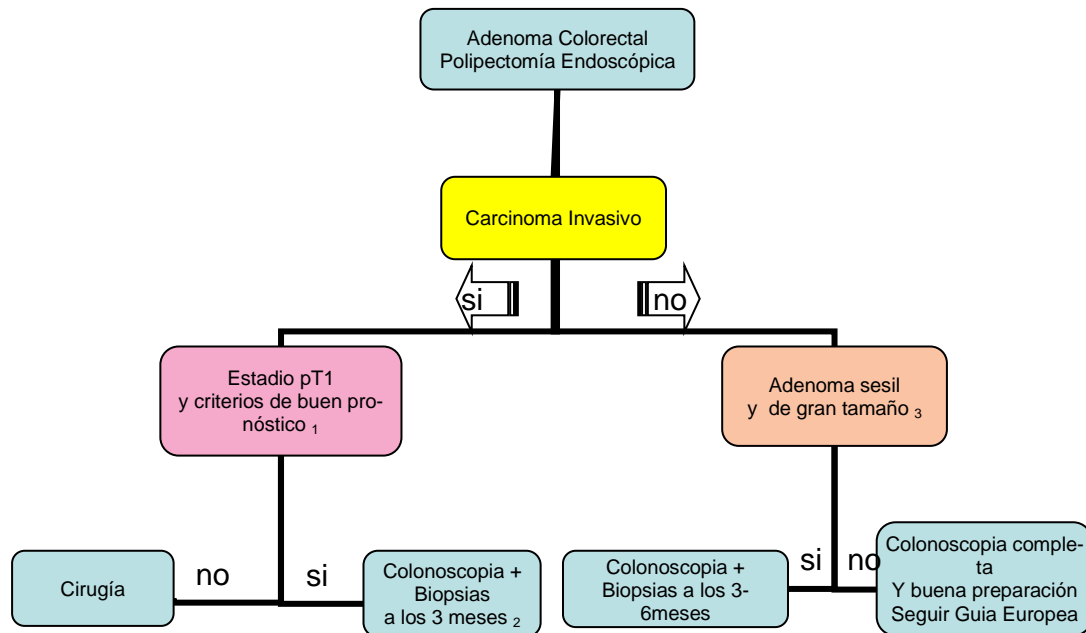 Adenoma Colorectal
Polipectomía Endoscópica
Carcinoma Invasivo
si
no
Estadio pT1
y criterios de buen pro-
nóstico 1
Adenoma sesil
y de gran tamaño 3
Cirugía
no
si
Colonoscopia +
Biopsias
a los 3 meses 2
Colonoscopia +
Biopsias a los 3-
6meses
si
no
Colonoscopia comple-
ta
Y buena preparación
Seguir Guia Europea